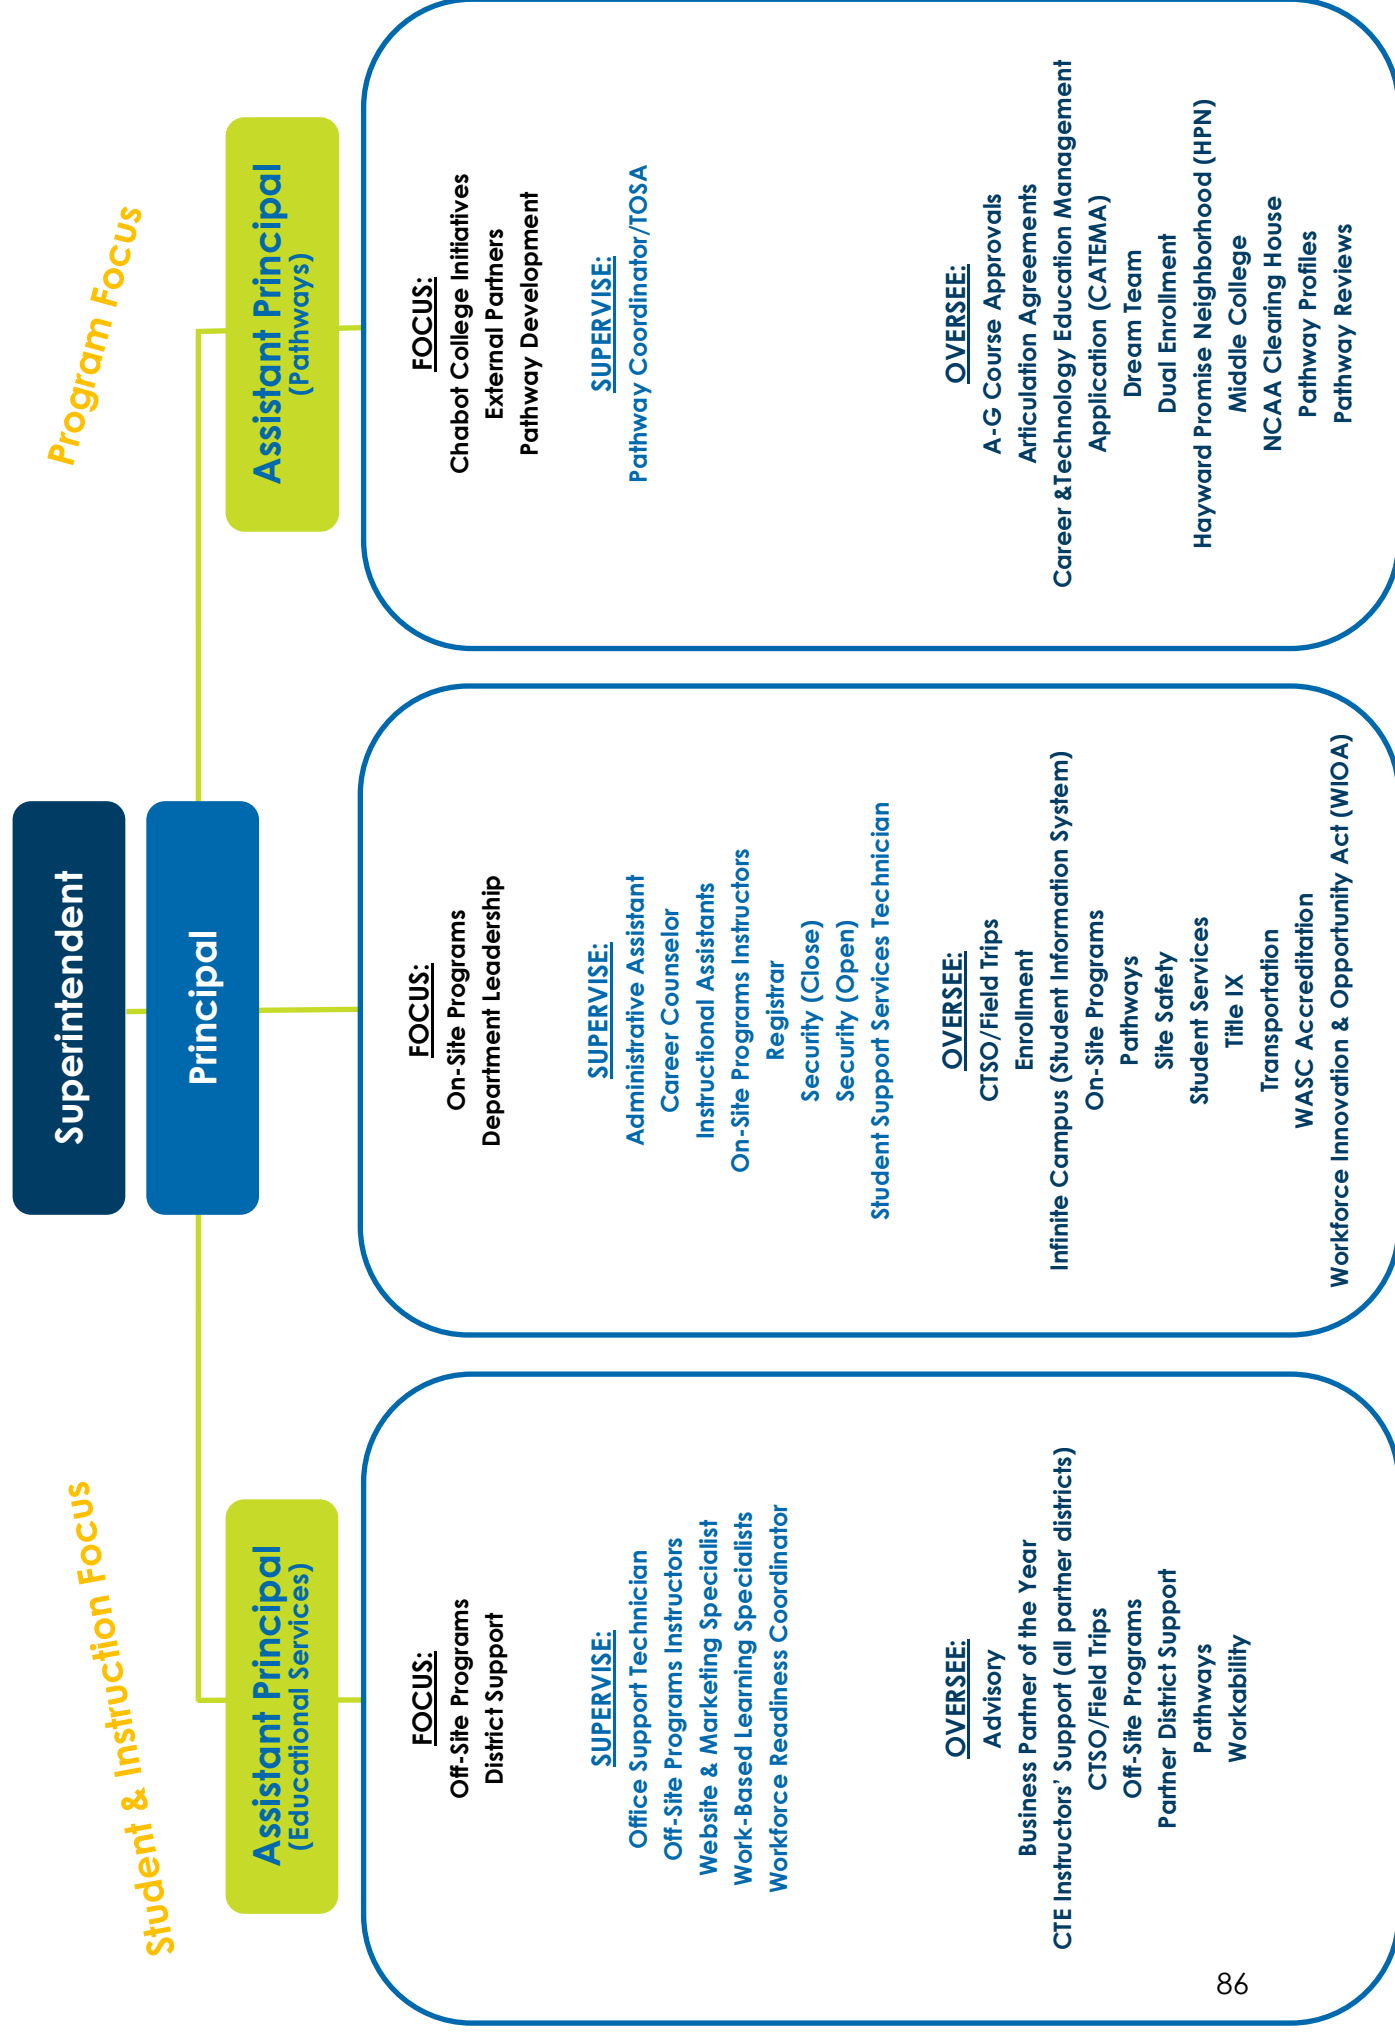 Student & Instruction Focus
Program Focus
Superintendent
Principal
Assistant Principal
(Educational Services)
FOCUS:
Off-Site Programs
District Support
SUPERVISE:
Office Support Technician
Off-Site Programs Instructors
Website & Marketing Specialist
Work-Based Learning Specialists
Workforce Readiness Coordinator
OVERSEE:
Advisory
Business Partner of the Year
CTE Instructors' Support (all partner districts)
CTSO/Field Trips
Off-Site Programs
Partner District Support
Pathways
Workability
FOCUS:
On-Site Programs
Department Leadership
SUPERVISE:
Administrative Assistant
Career Counselor
Instructional Assistants
On-Site Programs Instructors
Registrar
Security (Close)
Security (Open)
Student Support Services Technician
OVERSEE:
CTSO/Field Trips
Enrollment
Infinite Campus (Student Information System)
On-Site Programs
Pathways
Site Safety
Student Services
Title IX
Transportation
WASC Accreditation
Workforce Innovation & Opportunity Act (WIOA)
Assistant Principal
(Pathways)
FOCUS:
Chabot College Initiatives
External Partners
Pathway Development
SUPERVISE:
Pathway Coordinator/TOSA
OVERSEE:
A-G Course Approvals
Articulation Agreements
Career &Technology Education Management
Application (CATEMA)
Dream Team
Dual Enrollment
Hayward Promise Neighborhood (HPN)
Middle College
NCAA Clearing House
Pathway Profiles
Pathway Reviews
86